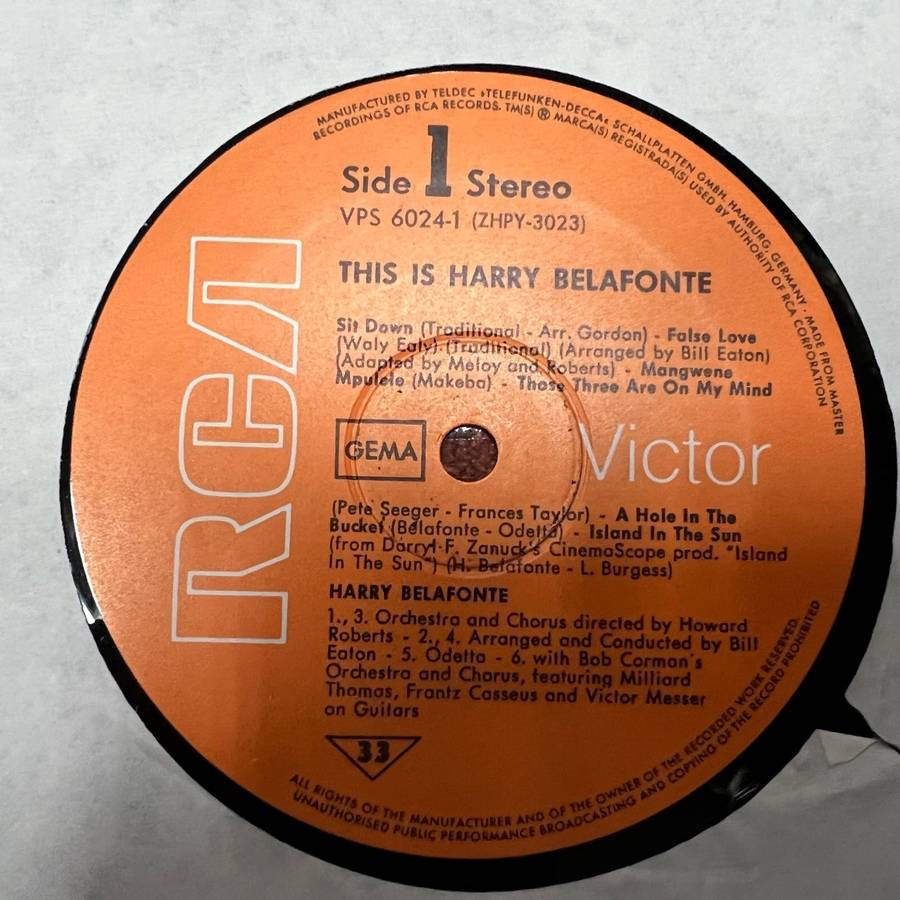 MANUFACTURED BY TELDEC »TELEFUNKEN-DECCA« SCHALLPLATTEN GMBH, HAMBURG, GERMANY · MADE FROM MASTER
RECORDINGS OF RCA RECORDS. TM(S) ® MARCA(S) REGISTRADA(S) USED BY AUTHORITY OF RCA CORPORATION
Side 1 Stereo
VPS 6024-1 (ZHPY-3023)
THIS IS HARRY BELAFONTE
Sit Down (Traditional - Arr. Gordon) - False Love
(Waly Ealy) (Traditional) (Arranged by Bill Eaton)
(Adapted by Meloy and Roberts) - Mangwene
Mpulele (Makeba) - Those Three Are On My Mind
RCA
GEMA
Victor
(Pete Seeger - Frances Taylor) - A Hole In The
Bucket (Belafonte - Odetta) - Island In The Sun
(from Darryl F. Zanuck's CinemaScope prod. "Island
In The Sun") (H. Belafonte - L. Burgess)
HARRY BELAFONTE
1., 3. Orchestra and Chorus directed by Howard
Roberts - 2., 4. Arranged and Conducted by Bill
Eaton - 5. Odetta - 6. with Bob Corman's
Orchestra and Chorus, featuring Milliard
Thomas, Frantz Casseus and Victor Messer
on Guitars
33
ALL RIGHTS OF THE MANUFACTURER AND OF THE OWNER OF THE RECORDED WORK RESERVED.
UNAUTHORISED PUBLIC PERFORMANCE BROADCASTING AND COPYING OF THE RECORD PROHIBITED